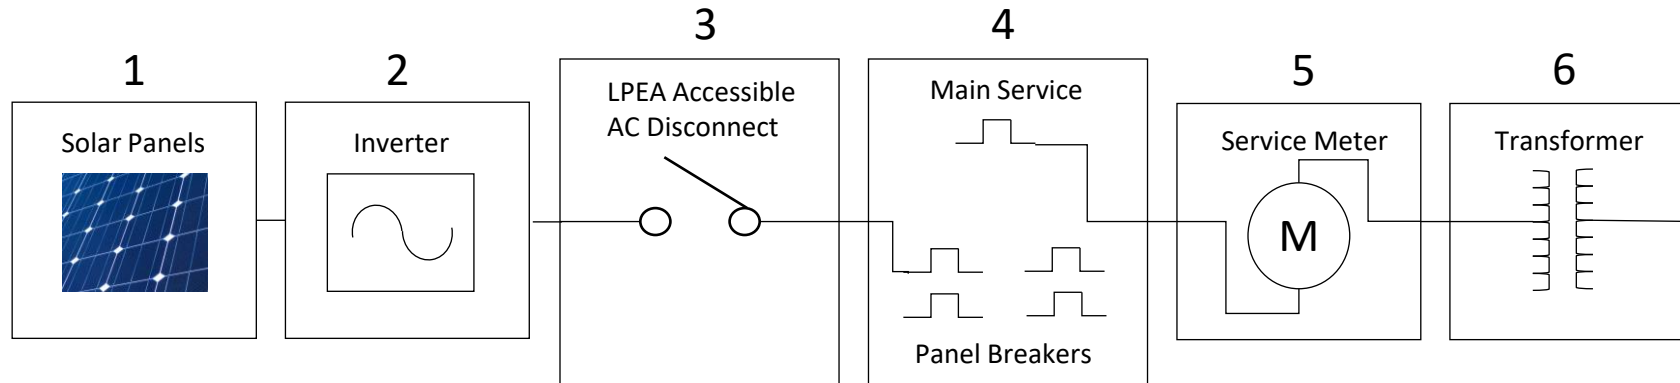 1
Solar Panels
2
Inverter
3
LPEA Accessible
AC Disconnect
4
Main Service
Panel Breakers
5
Service Meter
M
6
Transformer